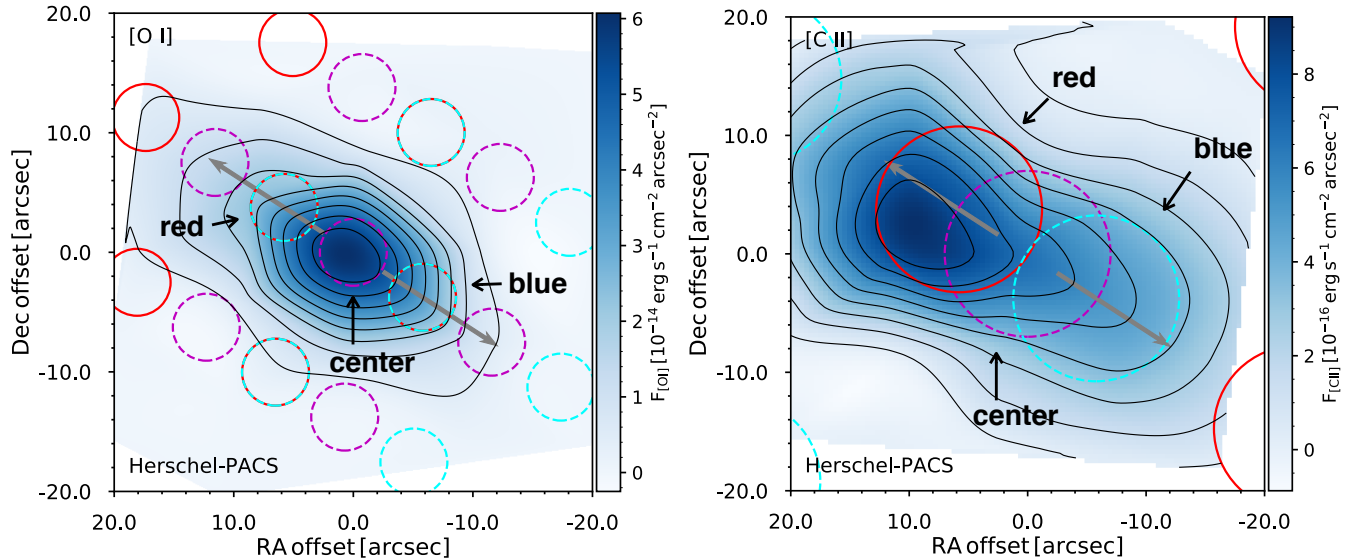 [O I]
red
blue
center
Herschel-PACS
20.0
10.0
0.0
-10.0
-20.0
Dec offset [arcsec]
20.0 10.0 0.0 -10.0 -20.0
RA offset [arcsec]
6
5
4
3
2
1
0
F[OI] [10−14 erg s−1 cm−2 arcsec−2]
[C II]
red
blue
center
Herschel-PACS
20.0
10.0
0.0
-10.0
-20.0
Dec offset [arcsec]
20.0 10.0 0.0 -10.0 -20.0
RA offset [arcsec]
8
6
4
2
0
F[CII] [10−16 erg s−1 cm−2 arcsec−2]